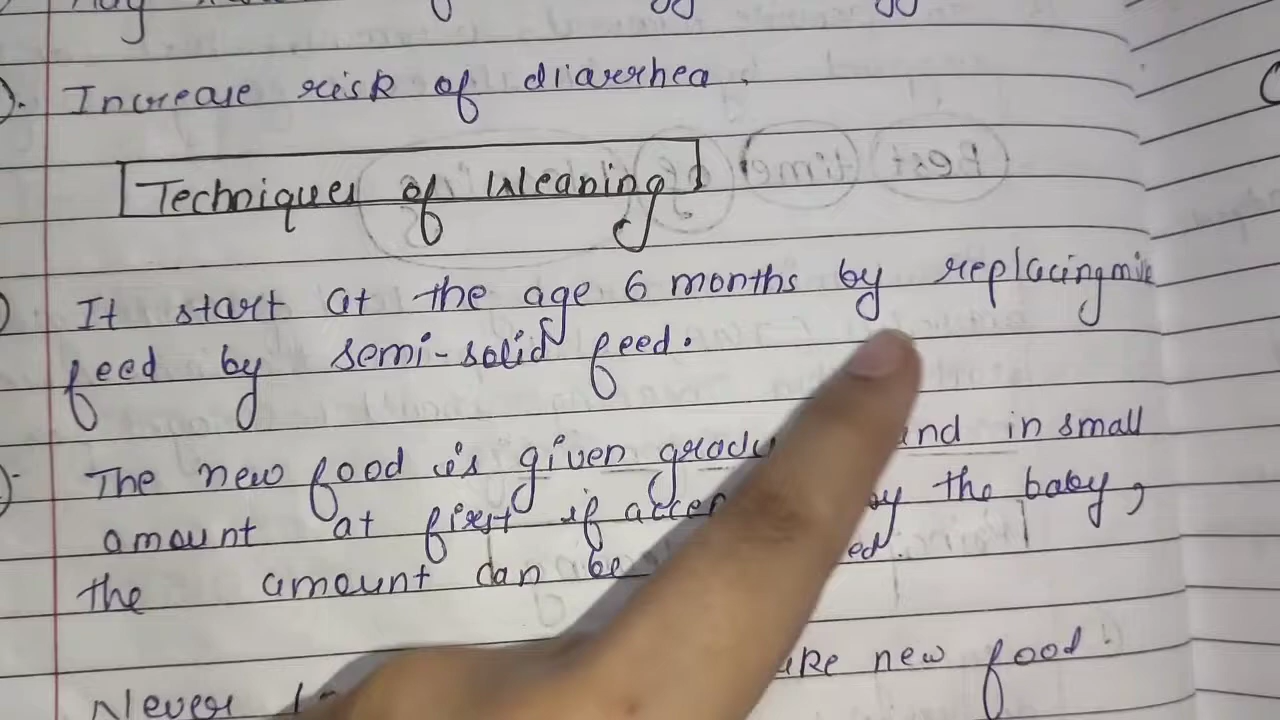 Increase risk of diarrhea.
Techniques of Weaning
It start at the age 6 months by replacing
feed by semi-solid feed.
The new food is given and in small
amount at first if by the baby,
the amount can be
new food.
Never